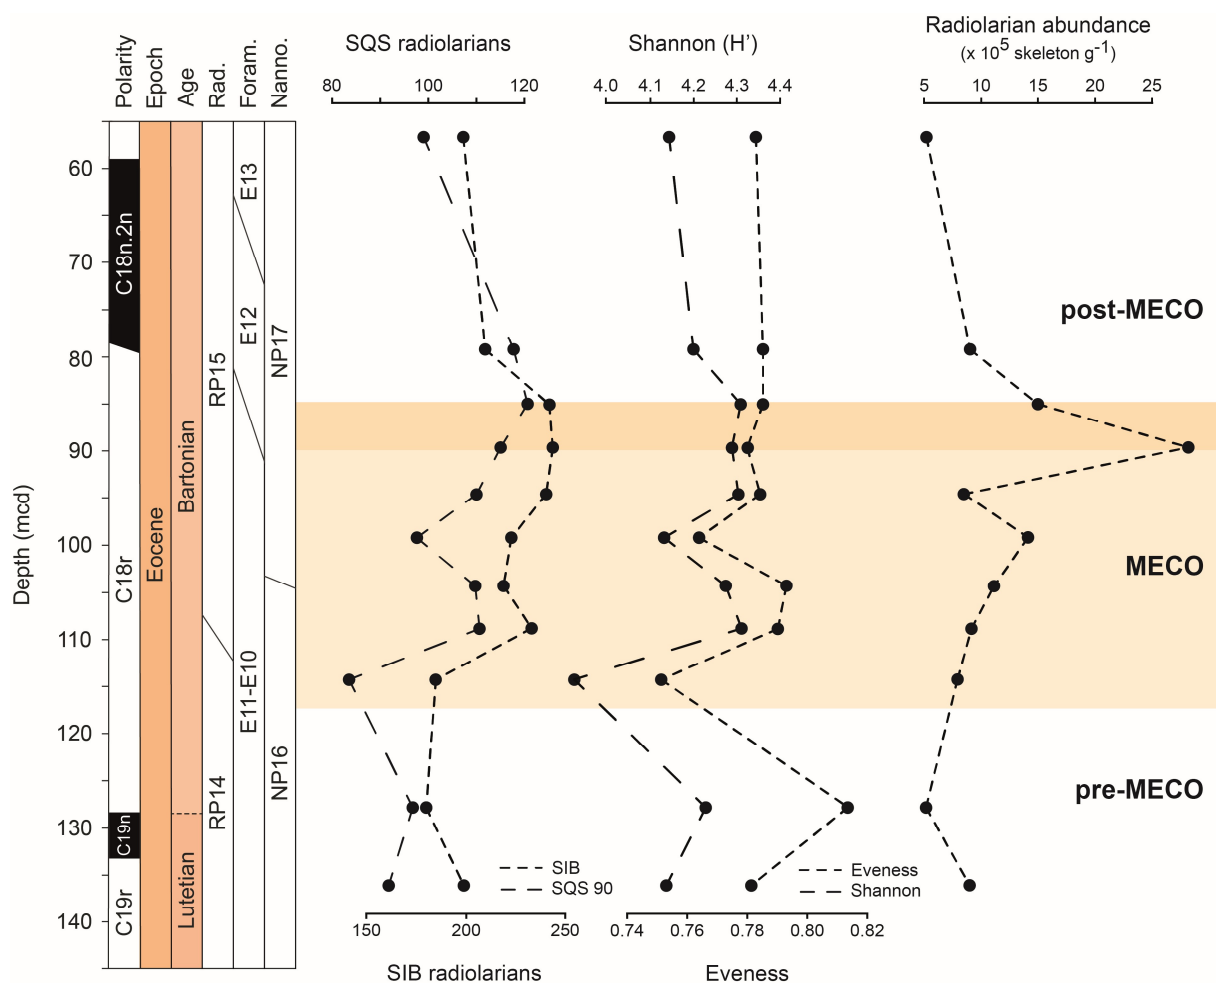 Polarity
Epoch
Age
Rad.
Foram.
Nanno.
SQS radiolarians
80 100 120
Shannon (H’)
4.0 4.1 4.2 4.3 4.4
Radiolarian abundance
(x 10⁵ skeleton g⁻¹)
5 10 15 20 25
Depth (mcd)
60
70
80
90
100
110
120
130
140
C18n.2n
C18r
C19n
C19r
Eocene
Bartonian
Lutetian
RP15
RP14
E13
E12
E11-E10
NP17
NP16
post-MECO
MECO
pre-MECO
SIB
SQS 90
Eveness
Shannon
150 200 250
SIB radiolarians
0.74 0.76 0.78 0.80 0.82
Eveness